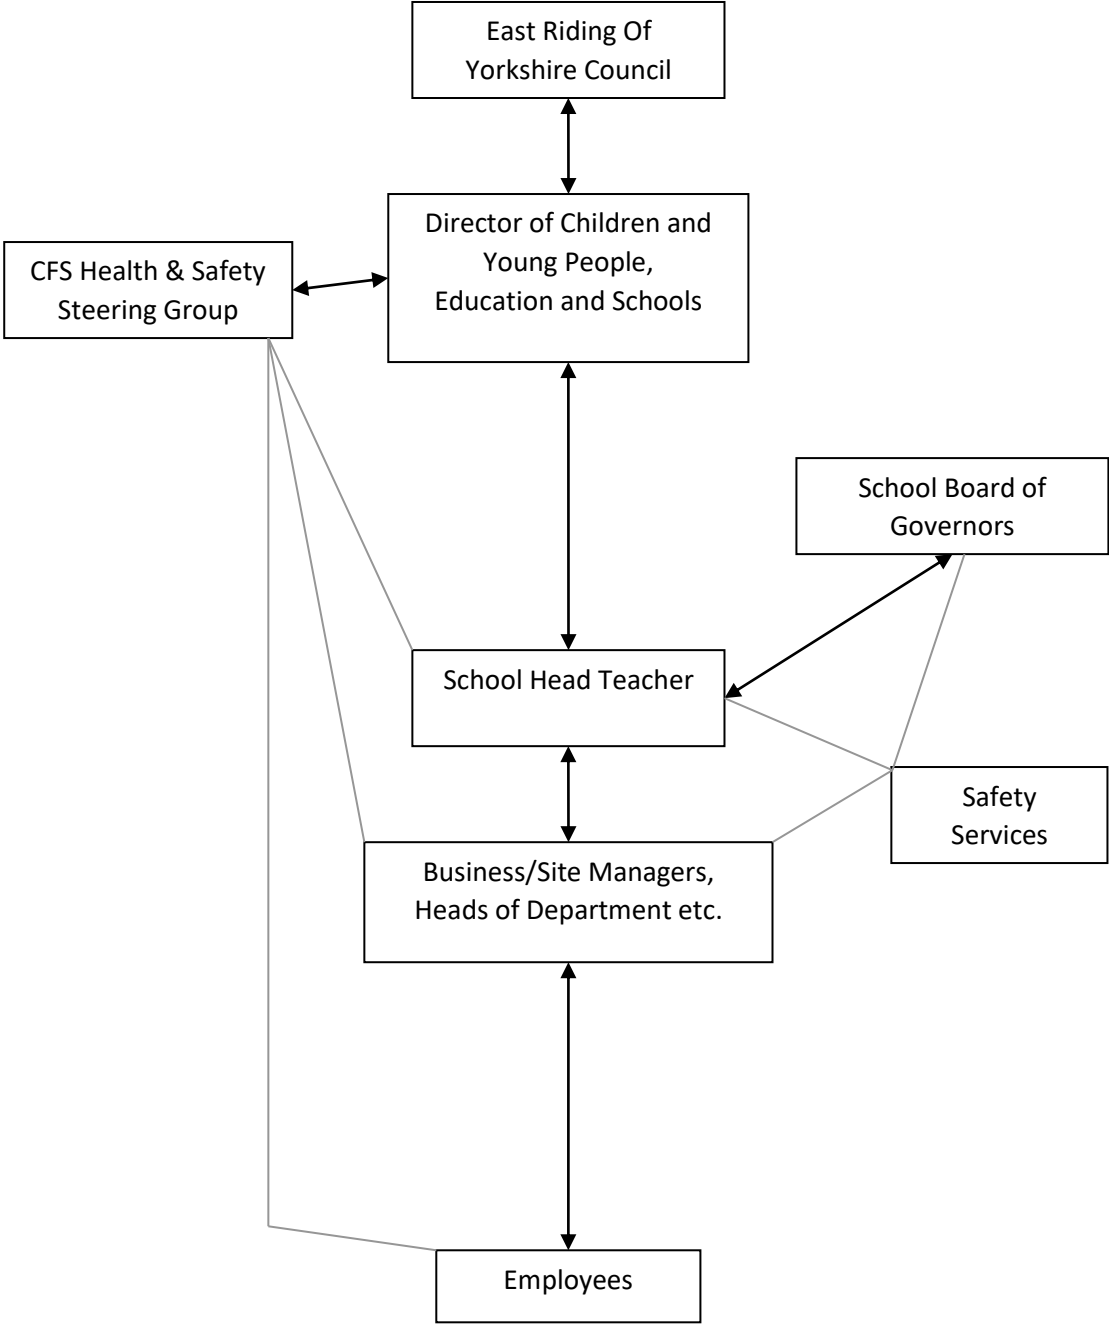 East Riding Of
Yorkshire Council
Director of Children and
Young People,
Education and Schools
CFS Health & Safety
Steering Group
School Board of
Governors
School Head Teacher
Safety
Services
Business/Site Managers,
Heads of Department etc.
Employees